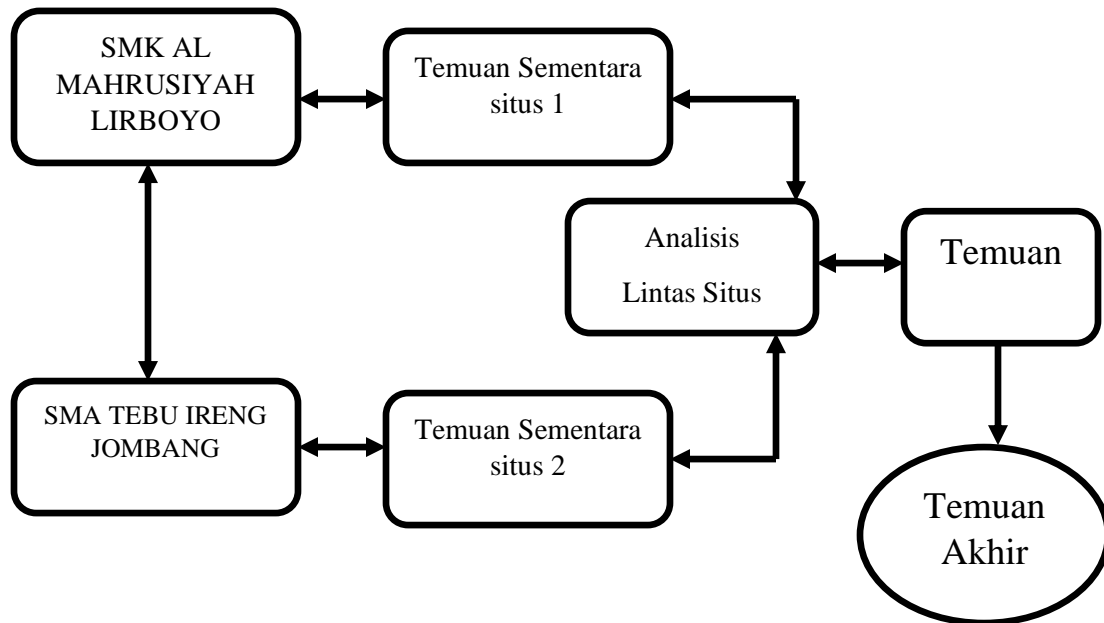 SMK AL
MAHRUSIYAH
LIRBOYO
Temuan Sementara
situs 1
Analisis
Lintas Situs
Temuan
SMA TEBU IRENG
JOMBANG
Temuan Sementara
situs 2
Temuan
Akhir